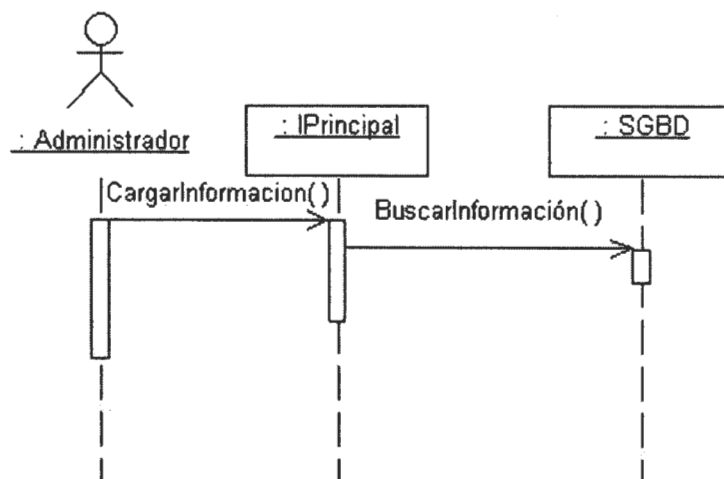 : Administrador
: IPrincipal
: SGBD
CargarInformacion( )
BuscarInformación( )